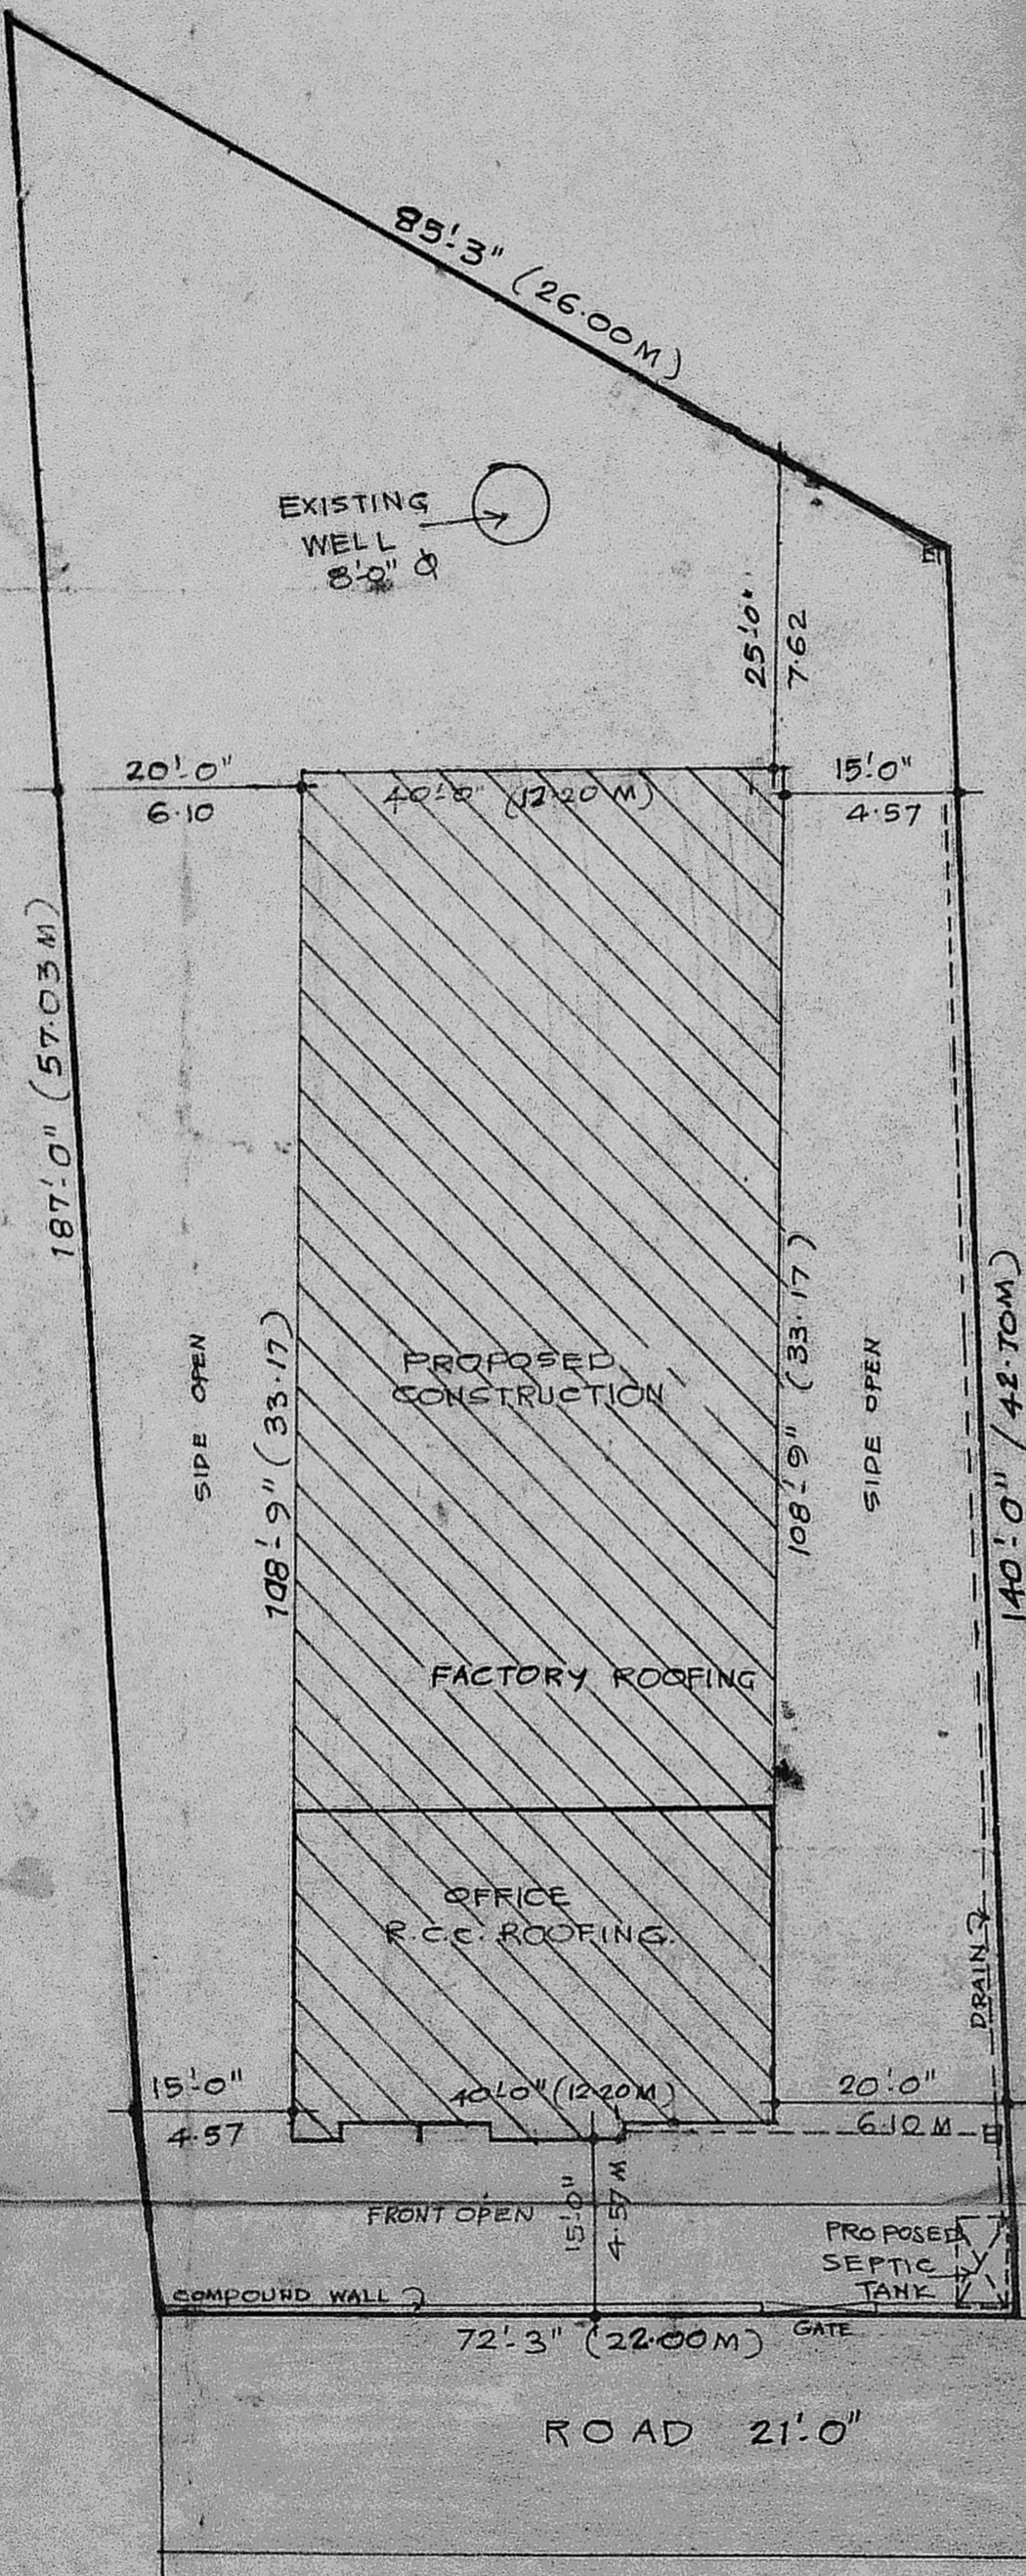 85'-3" (26.00 M)
EXISTING
WELL
8'-0" Φ
25'-0"
7.62
20'-0"
6.10
40'-0" (12.20 M)
15'-0"
4.57
187'-0" (57.03 M)
SIDE OPEN
108'-9" (33.17)
PROPOSED
CONSTRUCTION
108'-9" (33.17)
SIDE OPEN
140'-0" (42.70M)
FACTORY ROOFING
OFFICE
R.C.C. ROOFING.
DRAIN
15'-0"
4.57
40'-0" (12.20 M)
20'-0"
6.10 M
FRONT OPEN
15'-0"
4.57 M
PROPOSED
SEPTIC
TANK
COMPOUND WALL
72'-3" (22.00M)
GATE
ROAD 21'-0"